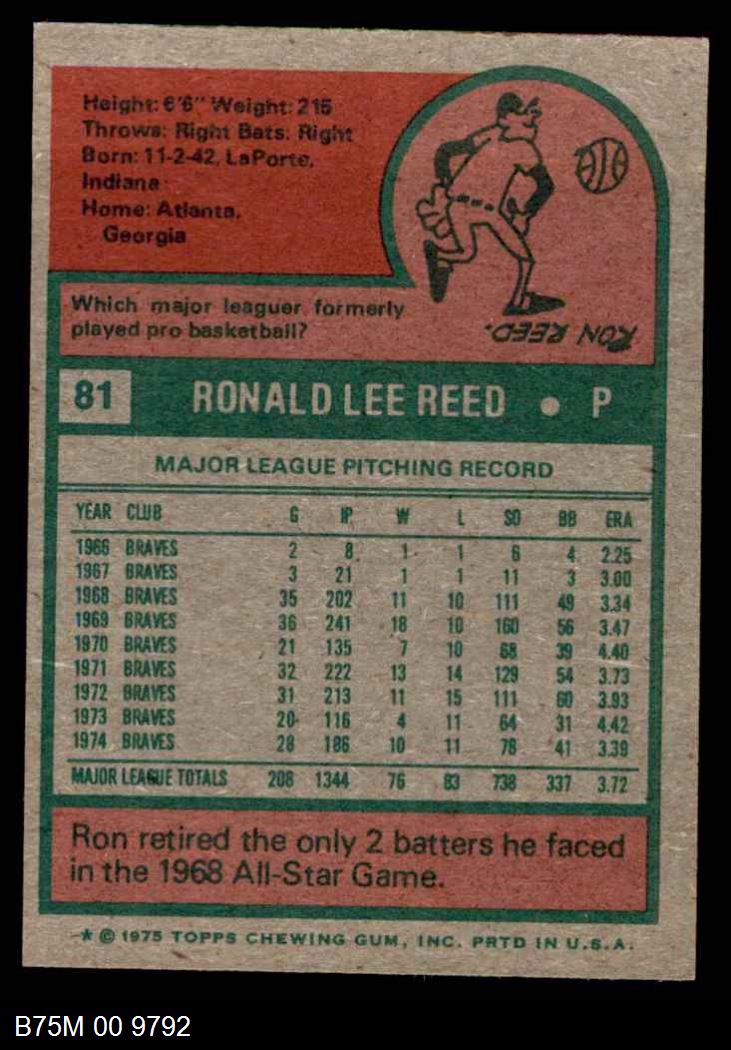 Height: 6'6" Weight: 215
Throws: Right Bats: Right
Born: 11-2-42, LaPorte,
Indiana
Home: Atlanta,
Georgia
Which major leaguer formerly
played pro basketball?
RON REED.
81 RONALD LEE REED ● P
MAJOR LEAGUE PITCHING RECORD
YEAR CLUB G IP W L SO BB ERA
1966 BRAVES 2 8 1 1 6 4 2.25
1967 BRAVES 3 21 1 1 11 3 3.00
1968 BRAVES 35 202 11 10 111 49 3.34
1969 BRAVES 36 241 18 10 160 56 3.47
1970 BRAVES 21 135 7 10 68 39 4.40
1971 BRAVES 32 222 13 14 129 54 3.73
1972 BRAVES 31 213 11 15 111 60 3.93
1973 BRAVES 20 116 4 11 64 31 4.42
1974 BRAVES 28 186 10 11 78 41 3.39
MAJOR LEAGUE TOTALS 208 1344 76 83 738 337 3.72
Ron retired the only 2 batters he faced
in the 1968 All-Star Game.
* © 1975 TOPPS CHEWING GUM, INC. PRTD IN U.S.A.
B75M 00 9792